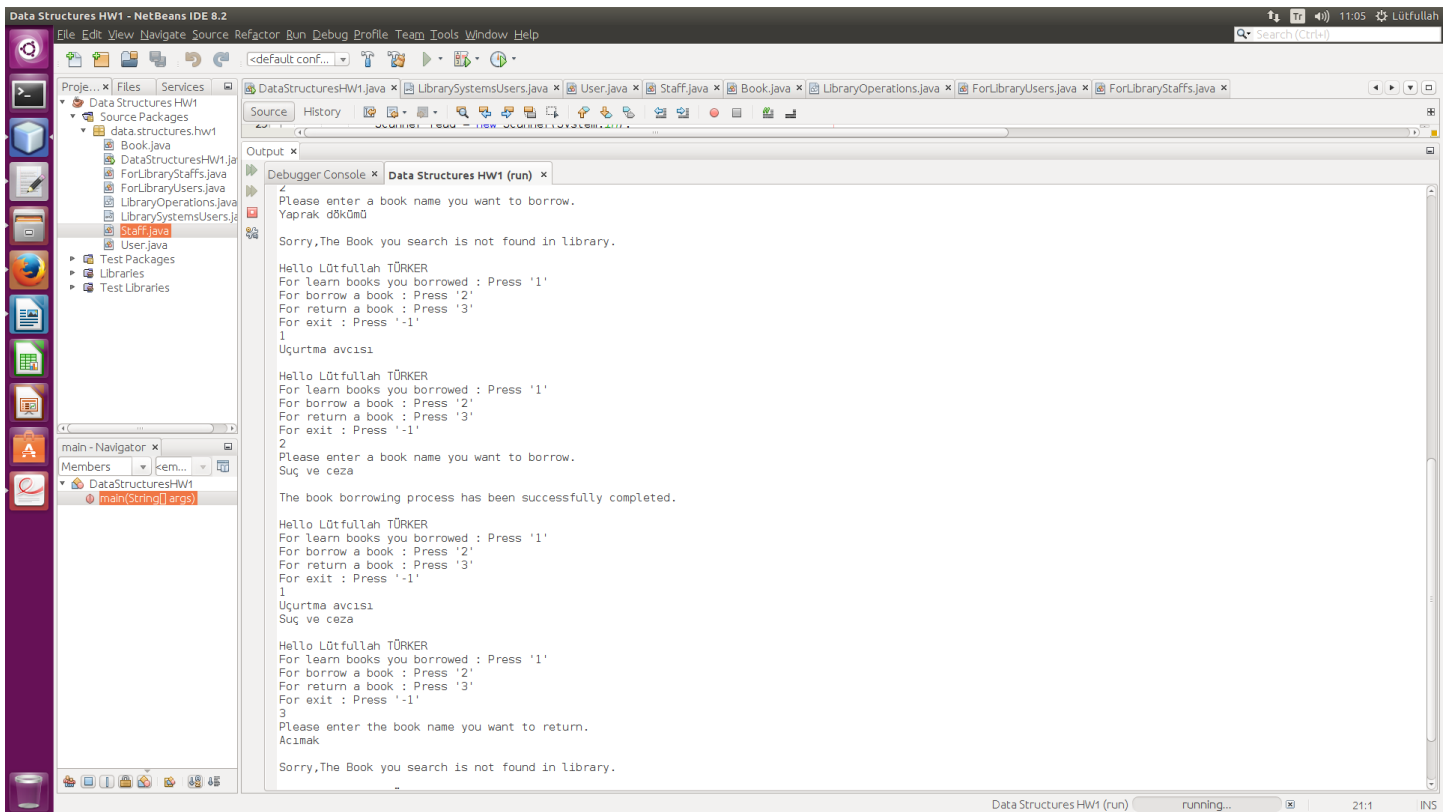 Data Structures HW1 - NetBeans IDE 8.2
Tr 11:05 Lütfullah
File Edit View Navigate Source Refactor Run Debug Profile Team Tools Window Help
Search (Ctrl+I)
<default conf...
Proje... × Files Services
DataStructuresHW1.java × LibrarySystemsUsers.java × User.java × Staff.java × Book.java × LibraryOperations.java × ForLibraryUsers.java × ForLibraryStaffs.java ×
Source History
Scanner read = new Scanner(System.in);
Data Structures HW1
Source Packages
data.structures.hw1
Book.java
DataStructuresHW1.ja
ForLibraryStaffs.java
ForLibraryUsers.java
LibraryOperations.java
LibrarySystemsUsers.ja
Staff.java
User.java
Test Packages
Libraries
Test Libraries
main - Navigator ×
Members <em...
DataStructuresHW1
main(String[] args)
Output ×
Debugger Console × Data Structures HW1 (run) ×
2
Please enter a book name you want to borrow.
Yaprak dökümü
Sorry,The Book you search is not found in library.
Hello Lütfullah TÜRKER
For learn books you borrowed : Press '1'
For borrow a book : Press '2'
For return a book : Press '3'
For exit : Press '-1'
1
Uçurtma avcısı
Hello Lütfullah TÜRKER
For learn books you borrowed : Press '1'
For borrow a book : Press '2'
For return a book : Press '3'
For exit : Press '-1'
2
Please enter a book name you want to borrow.
Suç ve ceza
The book borrowing process has been successfully completed.
Hello Lütfullah TÜRKER
For learn books you borrowed : Press '1'
For borrow a book : Press '2'
For return a book : Press '3'
For exit : Press '-1'
1
Uçurtma avcısı
Suç ve ceza
Hello Lütfullah TÜRKER
For learn books you borrowed : Press '1'
For borrow a book : Press '2'
For return a book : Press '3'
For exit : Press '-1'
3
Please enter the book name you want to return.
Acımak
Sorry,The Book you search is not found in library.
Data Structures HW1 (run) running... 21:1 INS